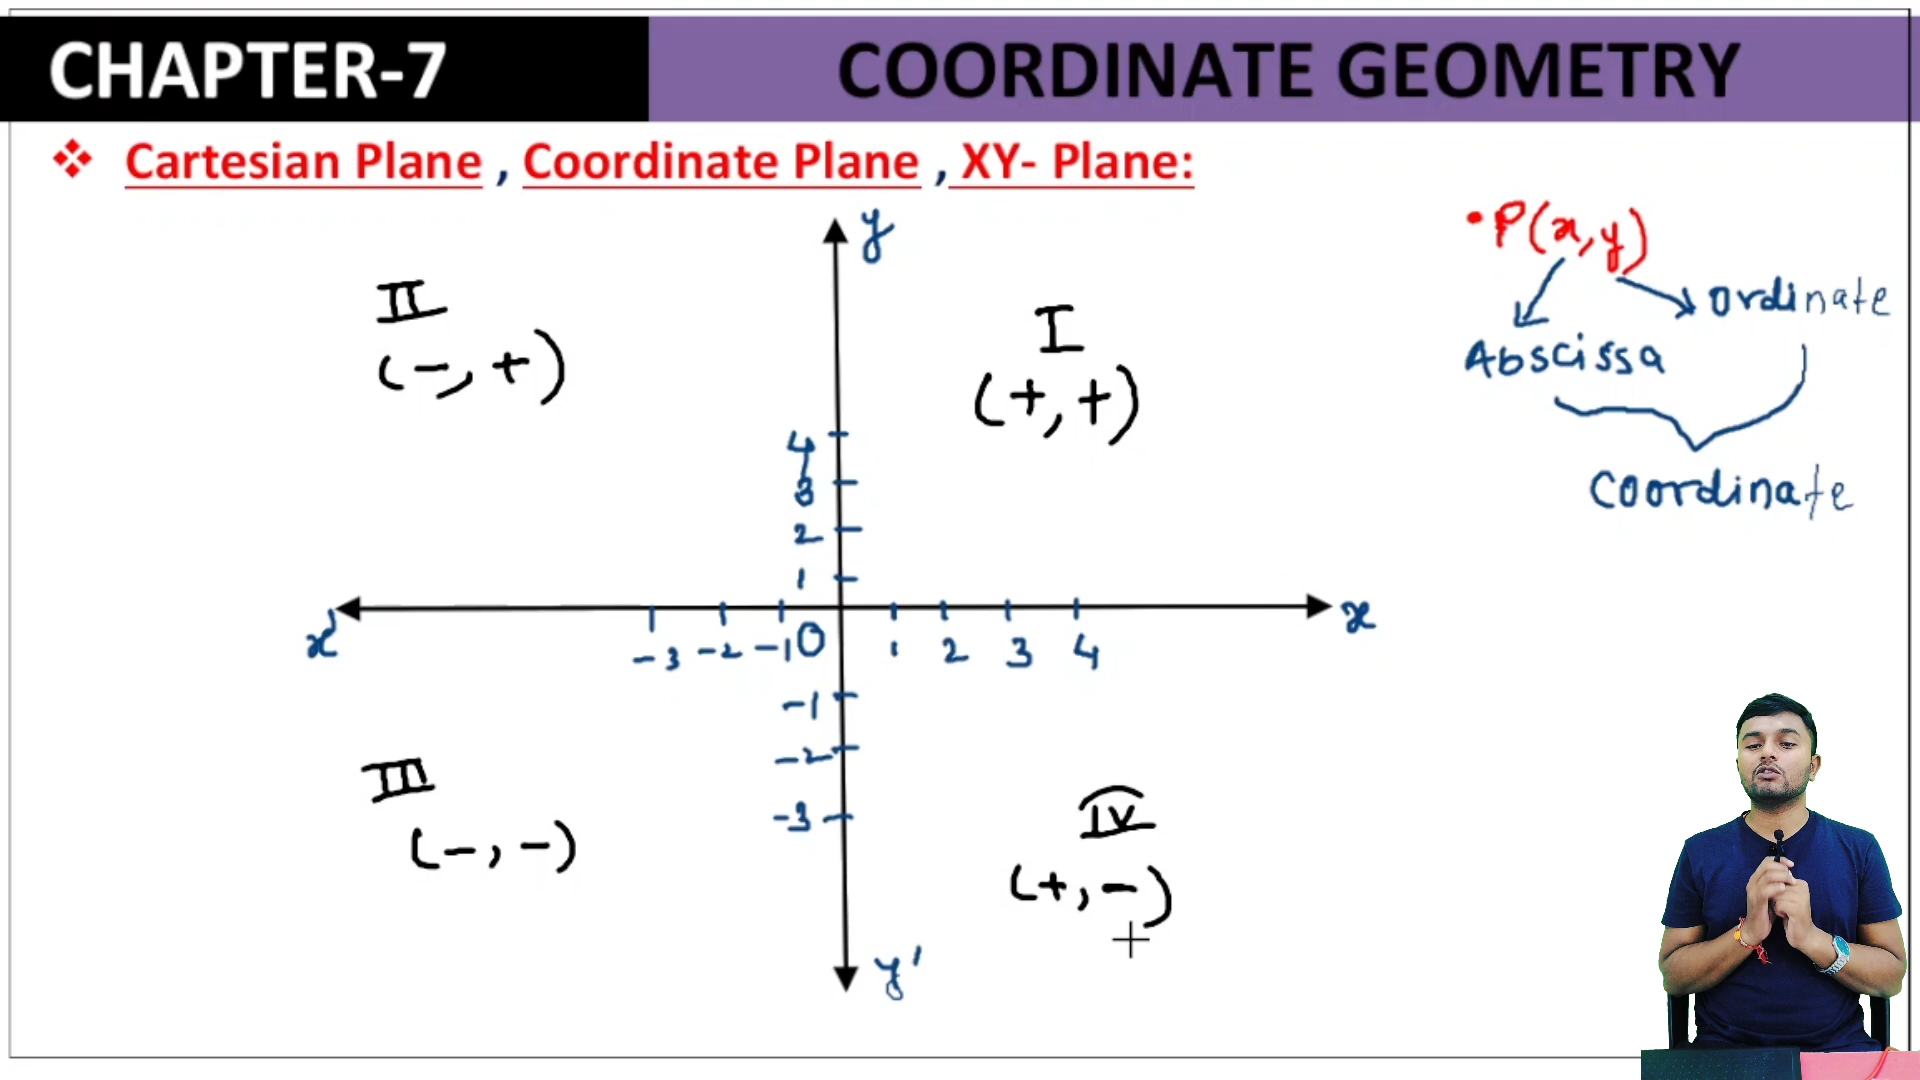 CHAPTER-7 COORDINATE GEOMETRY
❖ Cartesian Plane , Coordinate Plane , XY- Plane:
y
•P(x,y)
Ordinate
Abscissa
Coordinate
II
(-,+)
I
(+,+)
4
3
2
1
x' x
-3 -2 -1 0 1 2 3 4
-1
-2
-3
III
(-,-)
IV
(+,-)
y'